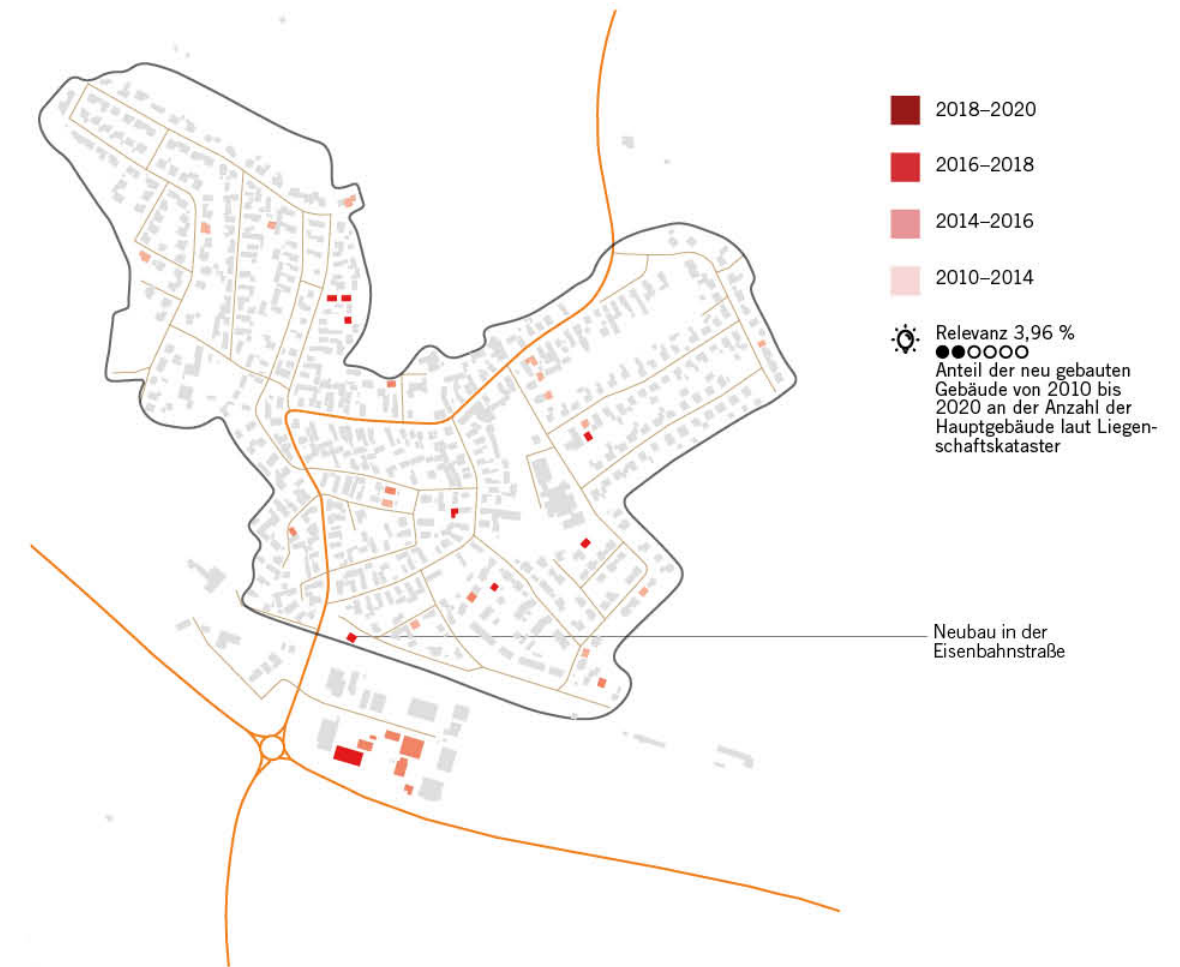 2018–2020
2016–2018
2014–2016
2010–2014
Relevanz 3,96 %
Anteil der neu gebauten
Gebäude von 2010 bis
2020 an der Anzahl der
Hauptgebäude laut Liegen-
schaftskataster
Neubau in der
Eisenbahnstraße